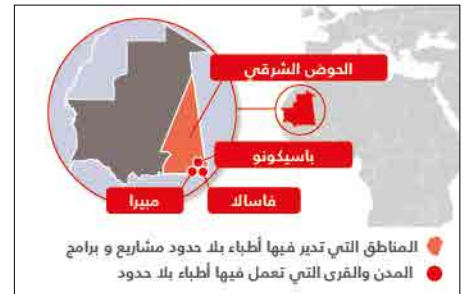 الحوض الشرقي
باسيكونو
فاسالا
مبيرا
المناطق التي تدير فيها أطباء بلا حدود مشاريع و برامج
المدن والقرى التي تعمل فيها أطباء بلا حدود